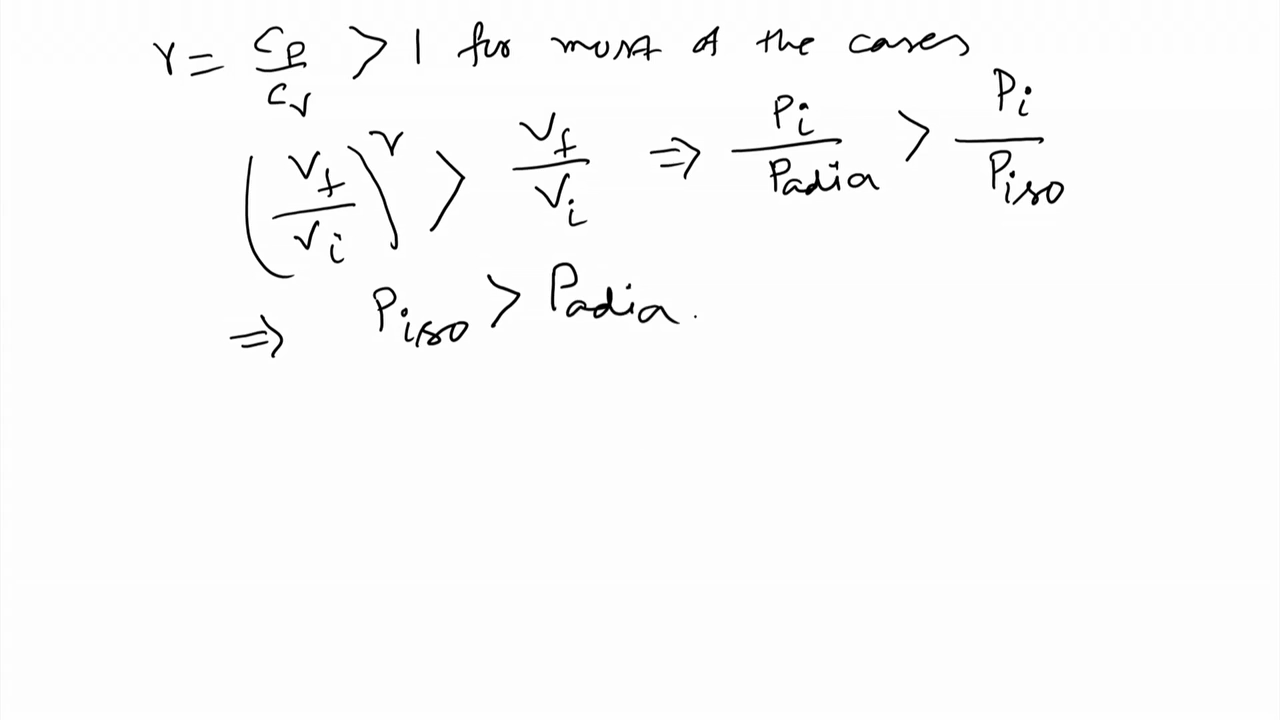 γ = Cp/Cv > 1 for most of the cases
(Vf/Vi)^γ > Vf/Vi ⇒ Pi/Padia > Pi/Piso
⇒ Piso > Padia.